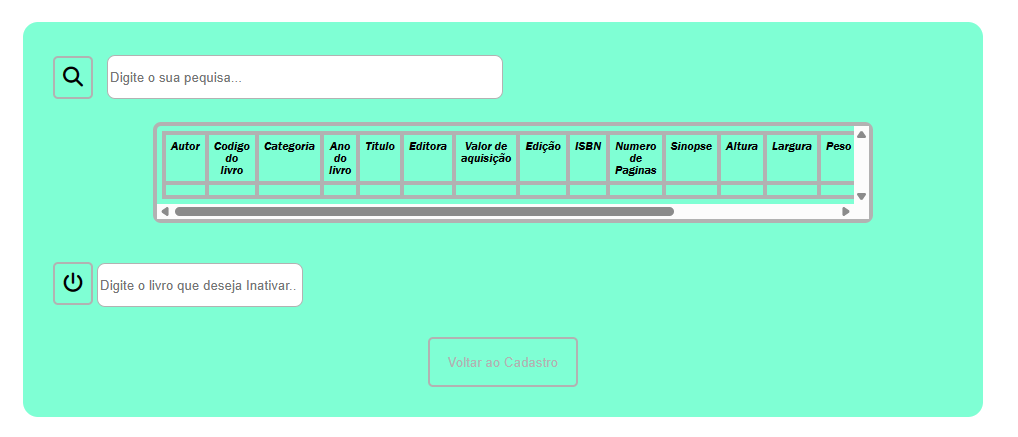 Digite o sua pequisa...
Autor Codigo do livro Categoria Ano do livro Titulo Editora Valor de aquisição Edição ISBN Numero de Paginas Sinopse Altura Largura Peso
Digite o livro que deseja Inativar..
Voltar ao Cadastro